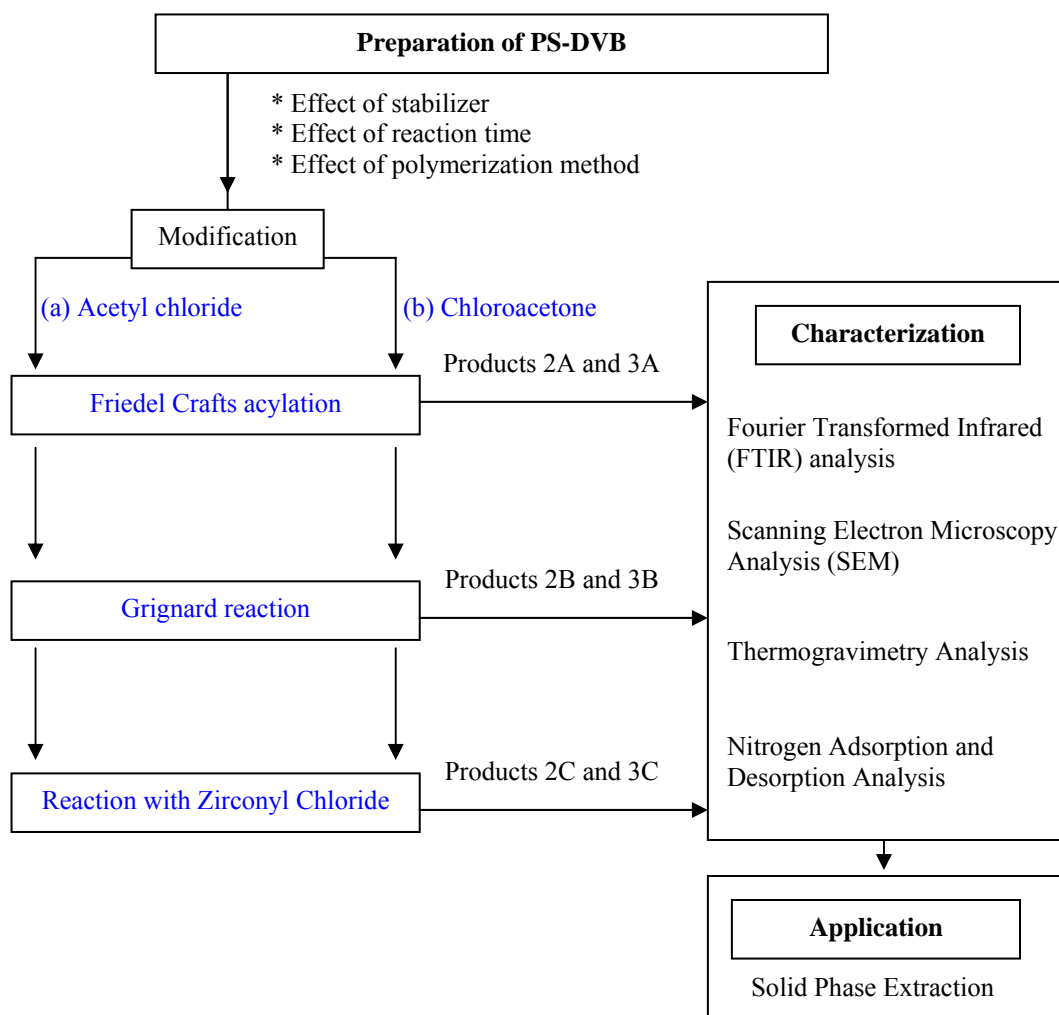 Preparation of PS-DVB
* Effect of stabilizer
* Effect of reaction time
* Effect of polymerization method
Modification
(a) Acetyl chloride
(b) Chloroacetone
Friedel Crafts acylation
Products 2A and 3A
Grignard reaction
Products 2B and 3B
Reaction with Zirconyl Chloride
Products 2C and 3C
Characterization
Fourier Transformed Infrared
(FTIR) analysis
Scanning Electron Microscopy
Analysis (SEM)
Thermogravimetry Analysis
Nitrogen Adsorption and
Desorption Analysis
Application
Solid Phase Extraction